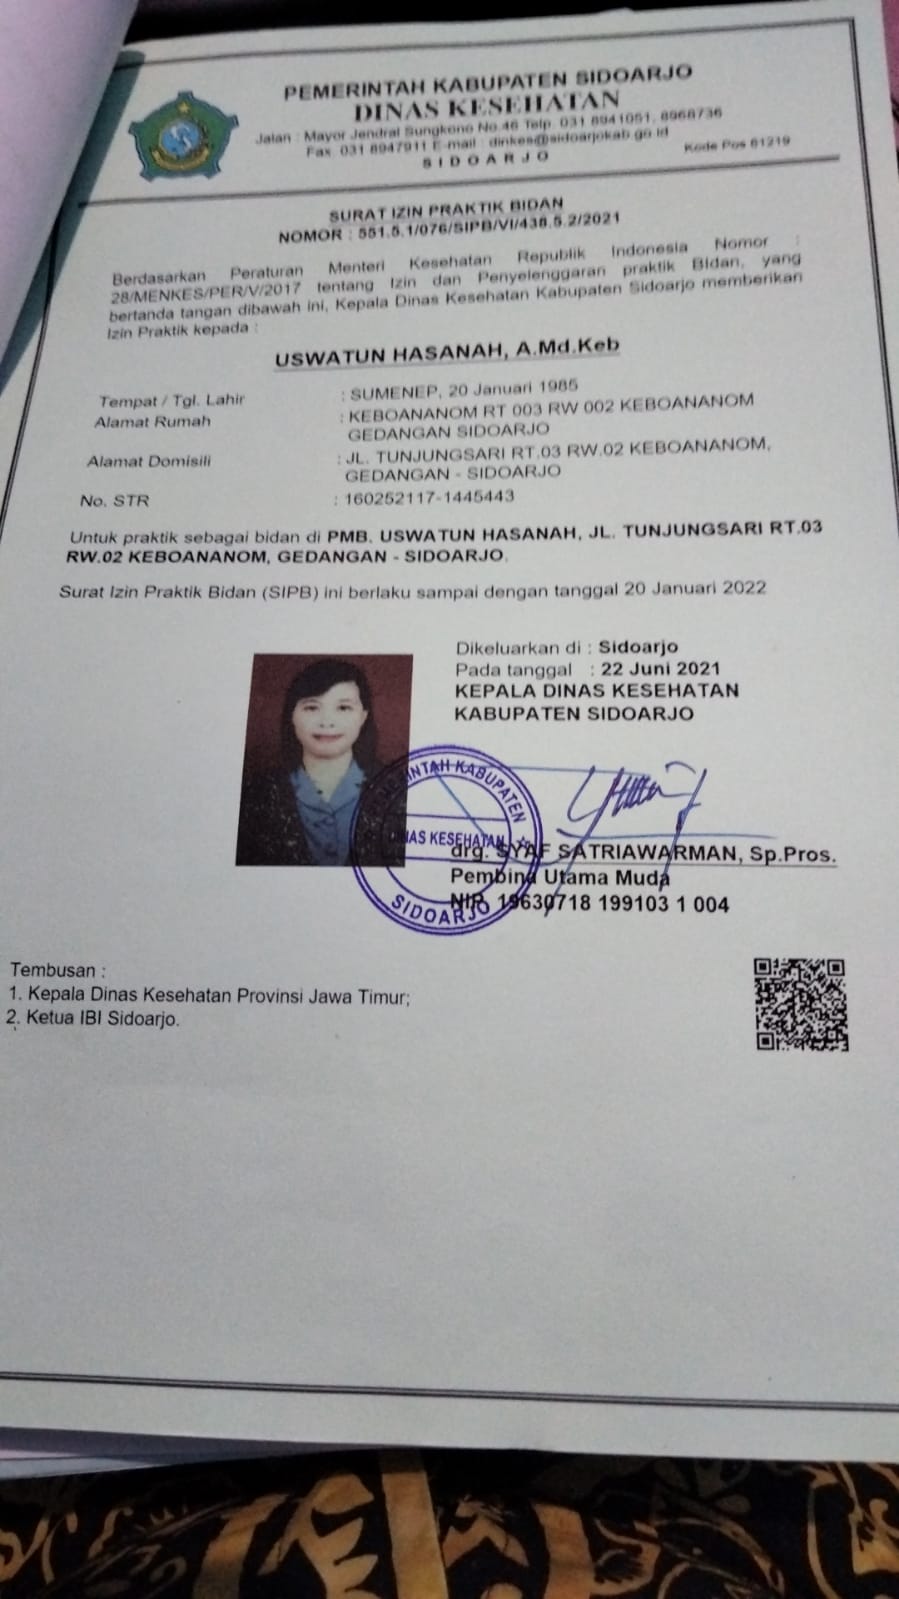 PEMERINTAH KABUPATEN SIDOARJO
DINAS KESEHATAN
Jalan : Mayor Jendral Sungkono No.46 Telp. 031 8941051, 8968736
Fax. 031 8947911 E-mail : dinkes@sidoarjokab.go.id
SIDOARJO
Kode Pos 61219
SURAT IZIN PRAKTIK BIDAN
NOMOR : 551.5.1/076/SIPB/VI/438.5.2/2021
Berdasarkan Peraturan Menteri Kesehatan Republik Indonesia Nomor :
28/MENKES/PER/V/2017 tentang Izin dan Penyelenggaran praktik Bidan, yang
bertanda tangan dibawah ini, Kepala Dinas Kesehatan Kabupaten Sidoarjo memberikan
Izin Praktik kepada :
USWATUN HASANAH, A.Md.Keb
Tempat / Tgl. Lahir : SUMENEP, 20 Januari 1985
Alamat Rumah : KEBOANANOM RT 003 RW 002 KEBOANANOM
GEDANGAN SIDOARJO
Alamat Domisili : JL. TUNJUNGSARI RT.03 RW.02 KEBOANANOM,
GEDANGAN - SIDOARJO
No. STR : 160252117-1445443
Untuk praktik sebagai bidan di PMB. USWATUN HASANAH, JL. TUNJUNGSARI RT.03
RW.02 KEBOANANOM, GEDANGAN - SIDOARJO.
Surat Izin Praktik Bidan (SIPB) ini berlaku sampai dengan tanggal 20 Januari 2022
Dikeluarkan di : Sidoarjo
Pada tanggal : 22 Juni 2021
KEPALA DINAS KESEHATAN
KABUPATEN SIDOARJO
KABUPATEN
KESEHATAN
SIDOARJO
drg. SYAF SATRIAWARMAN, Sp.Pros.
Pembina Utama Muda
NIP. 19630718 199103 1 004
Tembusan :
1. Kepala Dinas Kesehatan Provinsi Jawa Timur;
2. Ketua IBI Sidoarjo.